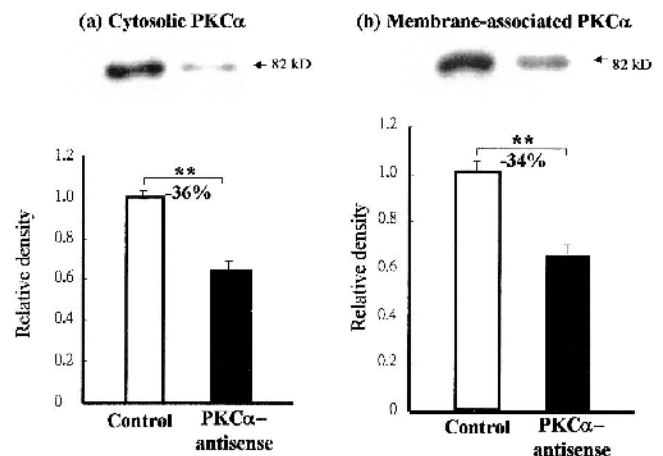 (a) Cytosolic PKCα
82 kD
Relative density
1.2
1.0
0.8
0.6
0.4
0.2
0
**
-36%
Control
PKCα-
antisense
(b) Membrane-associated PKCα
82 kD
Relative density
1.2
1.0
0.8
0.6
0.4
0.2
0
**
-34%
Control
PKCα-
antisense